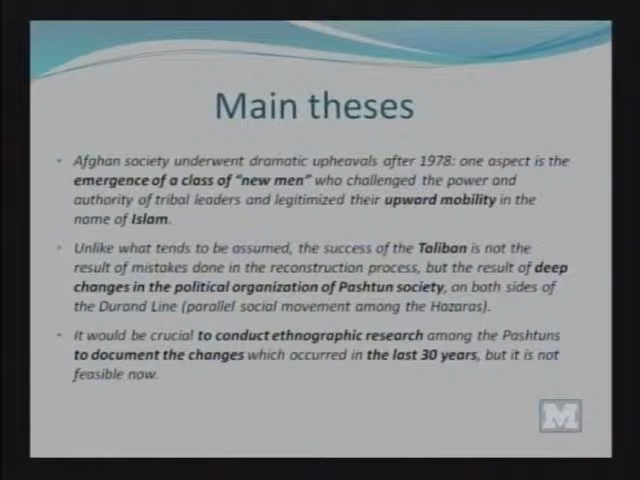 Main theses
• Afghan society underwent dramatic upheavals after 1978: one aspect is the
emergence of a class of "new men" who challenged the power and
authority of tribal leaders and legitimized their upward mobility in the
name of Islam.
• Unlike what tends to be assumed, the success of the Taliban is not the
result of mistakes done in the reconstruction process, but the result of deep
changes in the political organization of Pashtun society, on both sides of
the Durand Line (parallel social movement among the Hazaras).
• It would be crucial to conduct ethnographic research among the Pashtuns
to document the changes which occurred in the last 30 years, but it is not
feasible now.
M